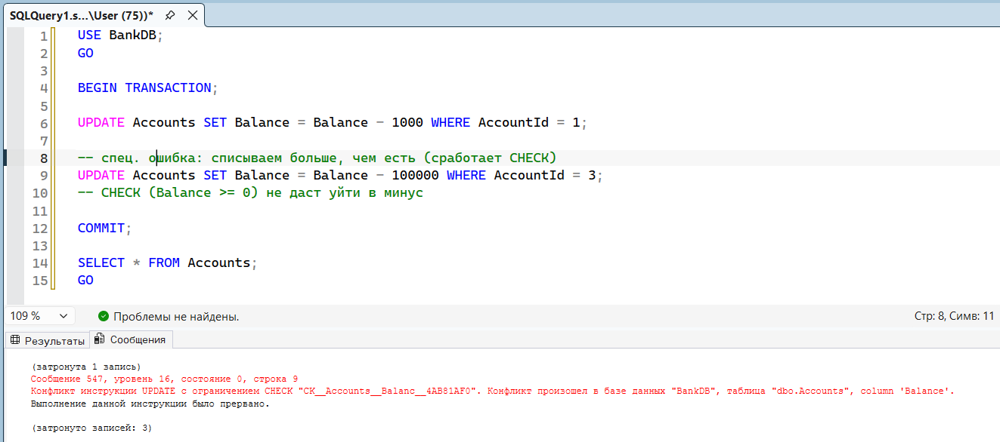 SQLQuery1.s...\User (75))*
1 USE BankDB;
2 GO
3
4 BEGIN TRANSACTION;
5
6 UPDATE Accounts SET Balance = Balance - 1000 WHERE AccountId = 1;
7
8 -- спец. ошибка: списываем больше, чем есть (сработает CHECK)
9 UPDATE Accounts SET Balance = Balance - 100000 WHERE AccountId = 3;
10 -- CHECK (Balance >= 0) не даст уйти в минус
11
12 COMMIT;
13
14 SELECT * FROM Accounts;
15 GO
109 % Проблемы не найдены. Стр: 8, Симв: 11
Результаты Сообщения
(затронута 1 запись)
Сообщение 547, уровень 16, состояние 0, строка 9
Конфликт инструкции UPDATE с ограничением CHECK "CK__Accounts__Balanc__4AB81AF0". Конфликт произошел в базе данных "BankDB", таблица "dbo.Accounts", column 'Balance'.
Выполнение данной инструкции было прервано.
(затронуто записей: 3)